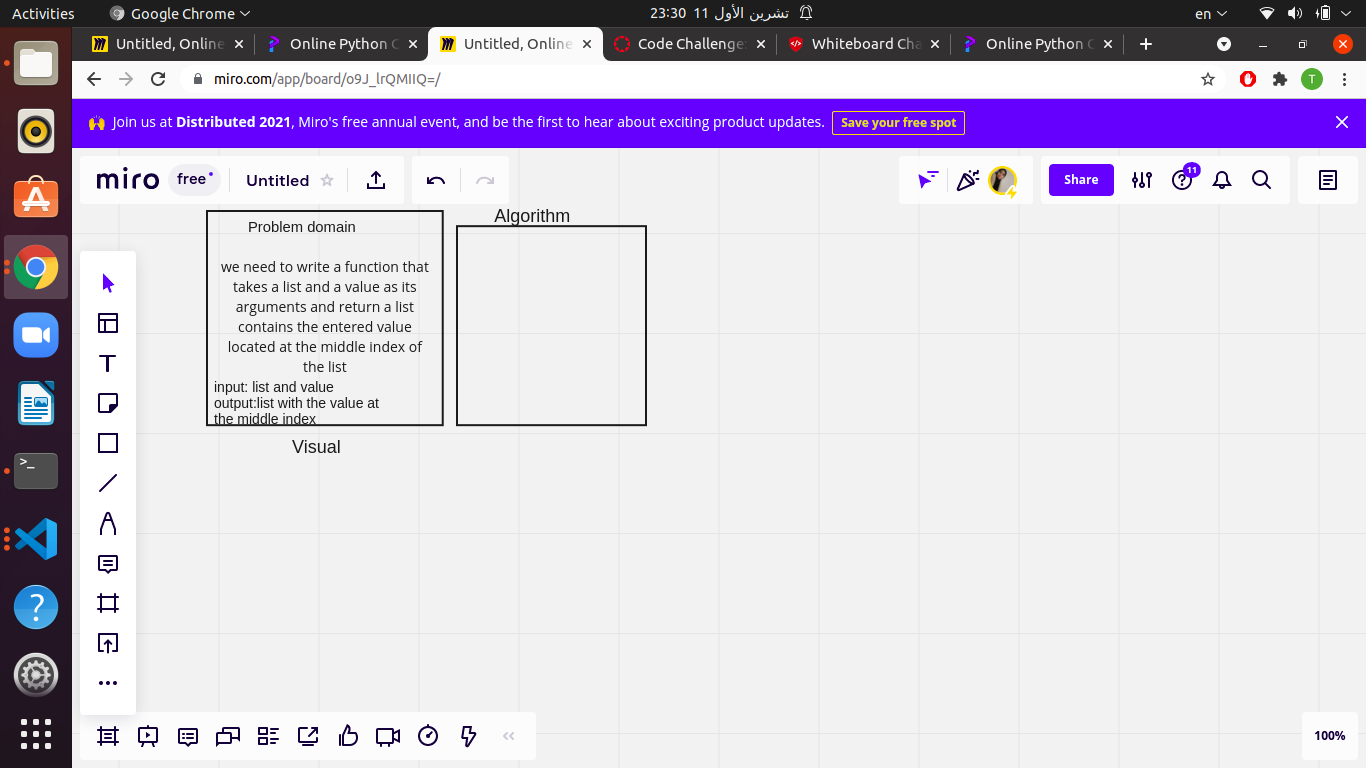 Activities
Google Chrome
تشرين الأول 11 23:30
en
Untitled, Online
Online Python C
Untitled, Online
Code Challenge:
Whiteboard Cha
Online Python C
miro.com/app/board/o9J_lrQMIIQ=/
T
🙌 Join us at Distributed 2021, Miro's free annual event, and be the first to hear about exciting product updates.
Save your free spot
miro
free
Untitled
Share
11
Problem domain
we need to write a function that
takes a list and a value as its
arguments and return a list
contains the entered value
located at the middle index of
the list
input: list and value
output:list with the value at
the middle index
Algorithm
Visual
T
100%